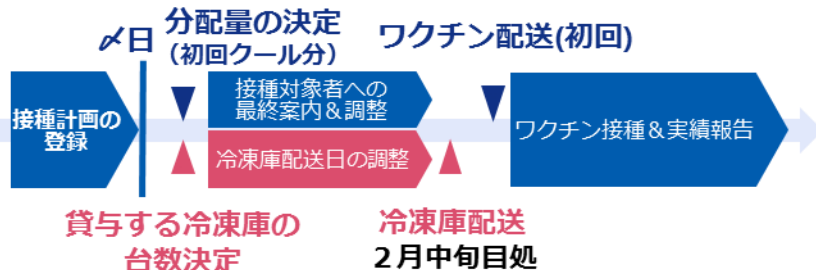 〆日
分配量の決定
（初回クール分）
ワクチン配送(初回)
接種計画の
登録
接種対象者への
最終案内＆調整
冷凍庫配送日の調整
ワクチン接種＆実績報告
貸与する冷凍庫の
台数決定
冷凍庫配送
２月中旬目処